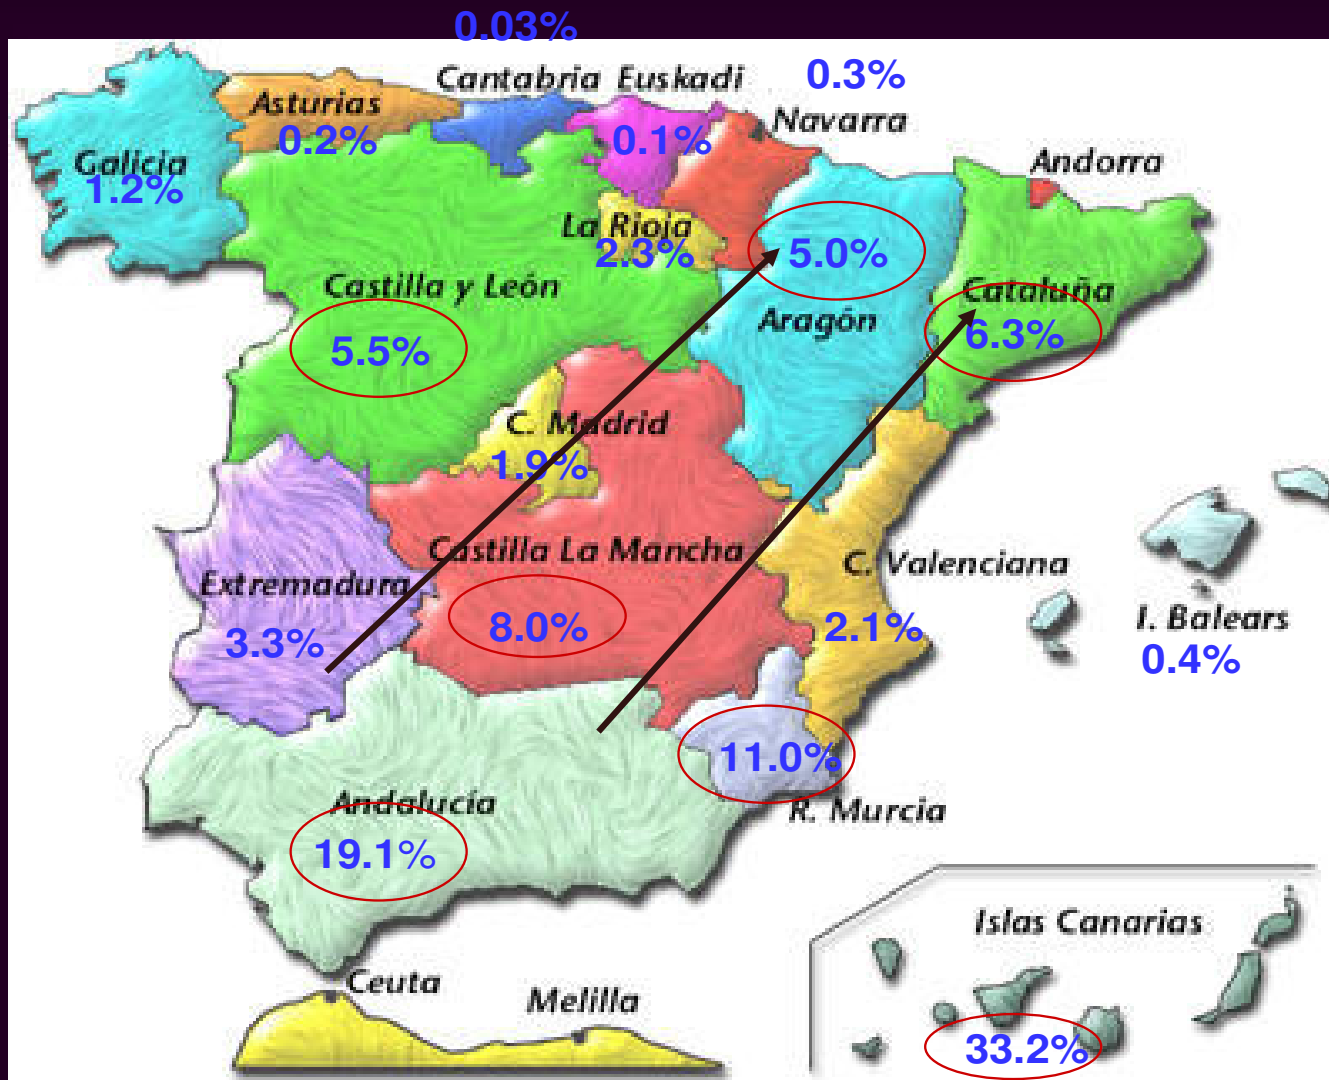 0.03%
Cantabria Euskadi
0.3%
Asturias
0.2%
Navarra
0.1%
Galicia
1.2%
Andorra
La Rioja
2.3%
5.0%
Castilla y León
Cataluña
Aragón
6.3%
5.5%
C. Madrid
1.9%
Castilla La Mancha
C. Valenciana
Extremadura
3.3%
8.0%
2.1%
I. Balears
0.4%
11.0%
R. Murcia
Andalucía
19.1%
Islas Canarias
33.2%
Ceuta
Melilla